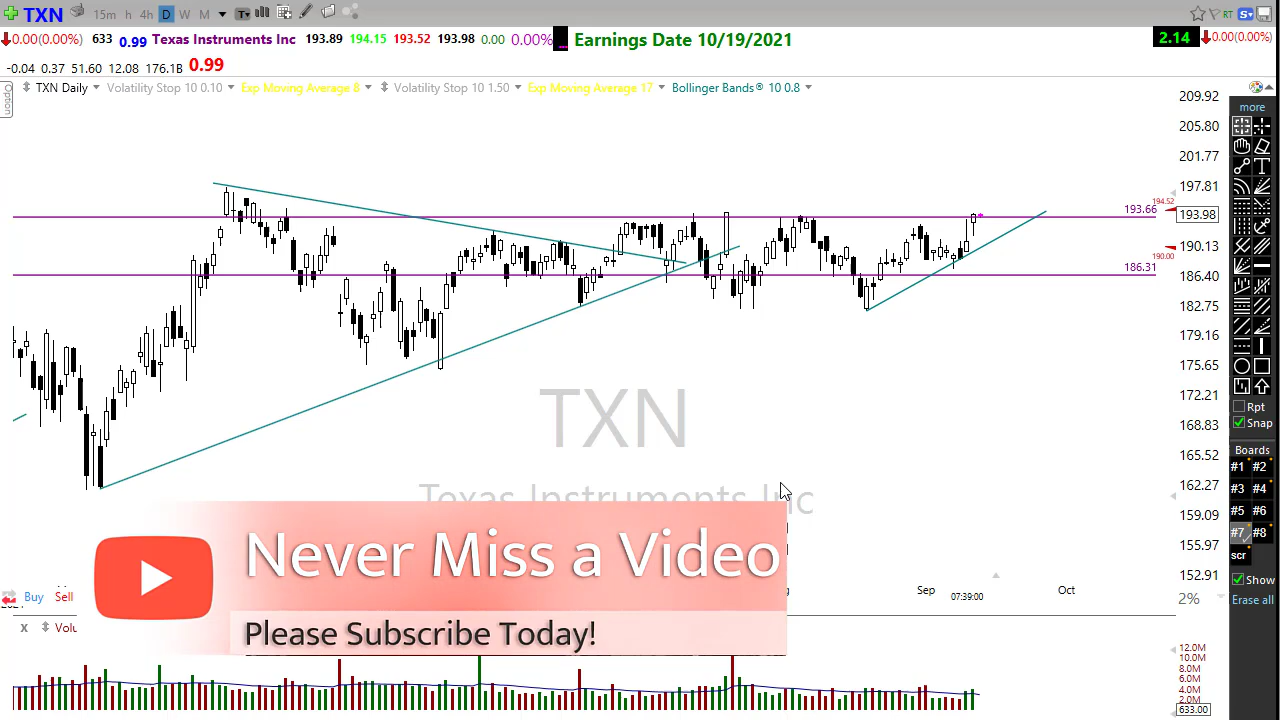 TXN 15m h 4h D W M T RT S
0.00(0.00%) 633 0.99 Texas Instruments Inc 193.89 194.15 193.52 193.98 0.00 0.00% ... Earnings Date 10/19/2021 2.14 0.00(0.00%)
-0.04 0.37 51.60 12.08 176.1B 0.99
Option
TXN Daily Volatility Stop 10 0.10 Exp Moving Average 8 Volatility Stop 10 1.50 Exp Moving Average 17 Bollinger Bands® 10 0.8
209.92
205.80
201.77
197.81
194.52
193.66
193.98
190.13
190.00
186.31
186.40
182.75
179.16
175.65
172.21
168.83
165.52
162.27
159.09
155.97
152.91
2%
TXN
Texas Instruments Inc
more
Rpt
Snap
Boards
#1 #2
#3 #4
#5 #6
#7 #8
scr
Show
Erase all
Never Miss a Video
Please Subscribe Today!
Buy Sell
Sep 07:39:00 Oct
X Volu
12.0M
10.0M
8.0M
6.0M
4.0M
2.0M
633.00